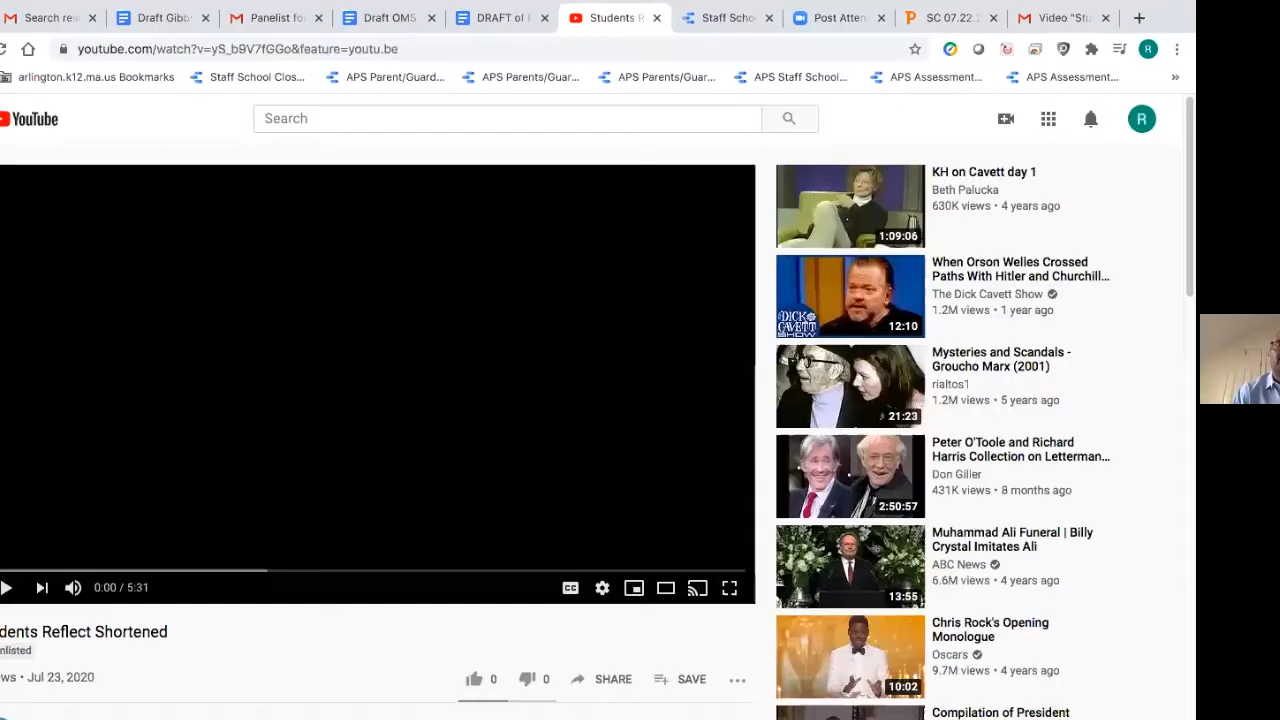 Search res
Draft Gibb
Panelist fo
Draft OMS
DRAFT of f
Students R
Staff Scho
Post Atten
SC 07.22.2
Video "Stu
youtube.com/watch?v=yS_b9V7fGGo&feature=youtu.be
R
arlington.k12.ma.us Bookmarks
Staff School Clos...
APS Parent/Guard...
APS Parents/Guar...
APS Parents/Guar...
APS Staff School...
APS Assessment...
APS Assessment...
»
YouTube
Search
R
KH on Cavett day 1
Beth Palucka
630K views • 4 years ago
1:09:06
When Orson Welles Crossed
Paths With Hitler and Churchill...
The Dick Cavett Show
1.2M views • 1 year ago
DICK
CAVETT
SHOW
12:10
Mysteries and Scandals -
Groucho Marx (2001)
rialtos1
1.2M views • 5 years ago
21:23
Peter O'Toole and Richard
Harris Collection on Letterman...
Don Giller
431K views • 8 months ago
2:50:57
Muhammad Ali Funeral | Billy
Crystal Imitates Ali
ABC News
6.6M views • 4 years ago
13:55
Chris Rock's Opening
Monologue
Oscars
9.7M views • 4 years ago
10:02
Compilation of President
0:00 / 5:31
CC
dents Reflect Shortened
nlisted
ws • Jul 23, 2020
0
0
SHARE
SAVE